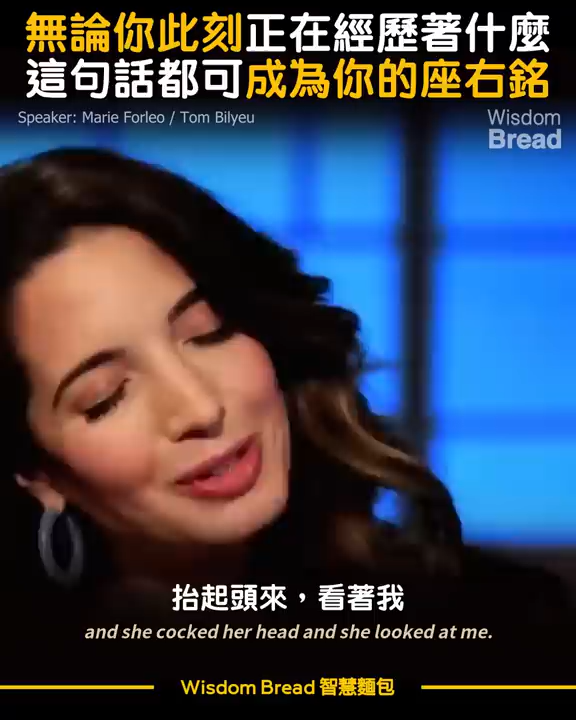 無論你此刻正在經歷著什麼
這句話都可成為你的座右銘
Speaker: Marie Forleo / Tom Bilyeu
Wisdom
Bread
抬起頭來，看著我
and she cocked her head and she looked at me.
Wisdom Bread 智慧麵包